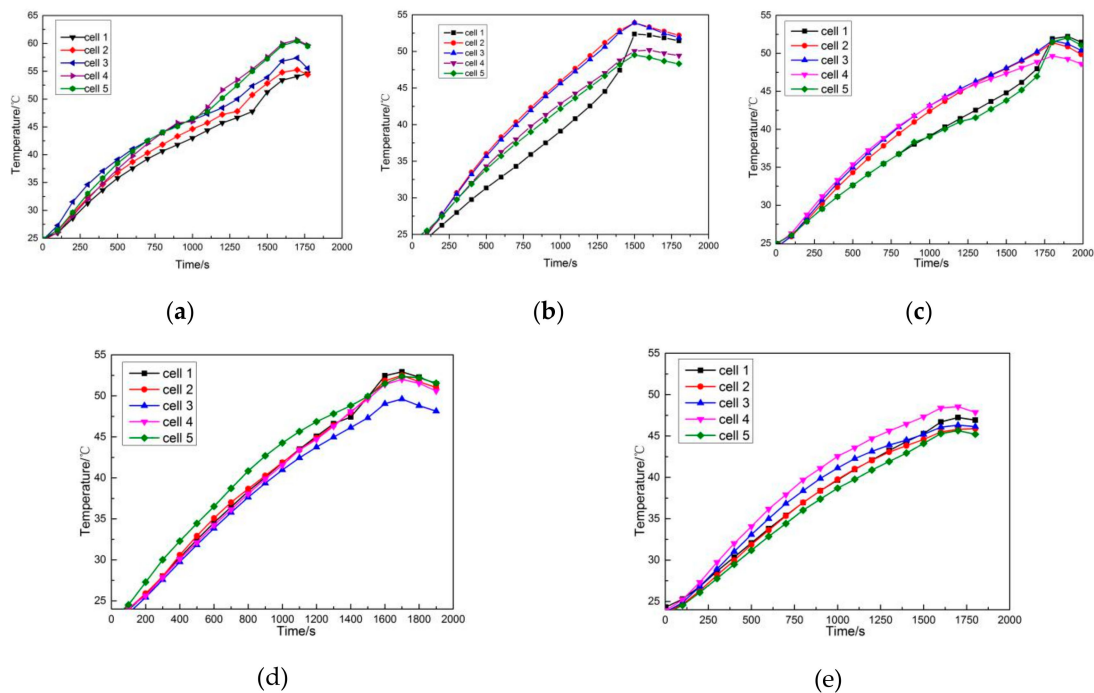 65
60
55
50
45
40
35
30
25
Temperature/℃
cell 1
cell 2
cell 3
cell 4
cell 5
0 250 500 750 1000 1250 1500 1750 2000
Time/s
(a)
55
50
45
40
35
30
25
Temperature/℃
cell 1
cell 2
cell 3
cell 4
cell 5
0 250 500 750 1000 1250 1500 1750 2000
Time/s
(b)
55
50
45
40
35
30
25
Temperature/℃
cell 1
cell 2
cell 3
cell 4
cell 5
0 250 500 750 1000 1250 1500 1750 2000
Time/s
(c)
55
50
45
40
35
30
25
Temperature/℃
cell 1
cell 2
cell 3
cell 4
cell 5
0 200 400 600 800 1000 1200 1400 1600 1800 2000
Time/s
(d)
55
50
45
40
35
30
25
Temperature/℃
cell 1
cell 2
cell 3
cell 4
cell 5
0 250 500 750 1000 1250 1500 1750 2000
Time/s
(e)